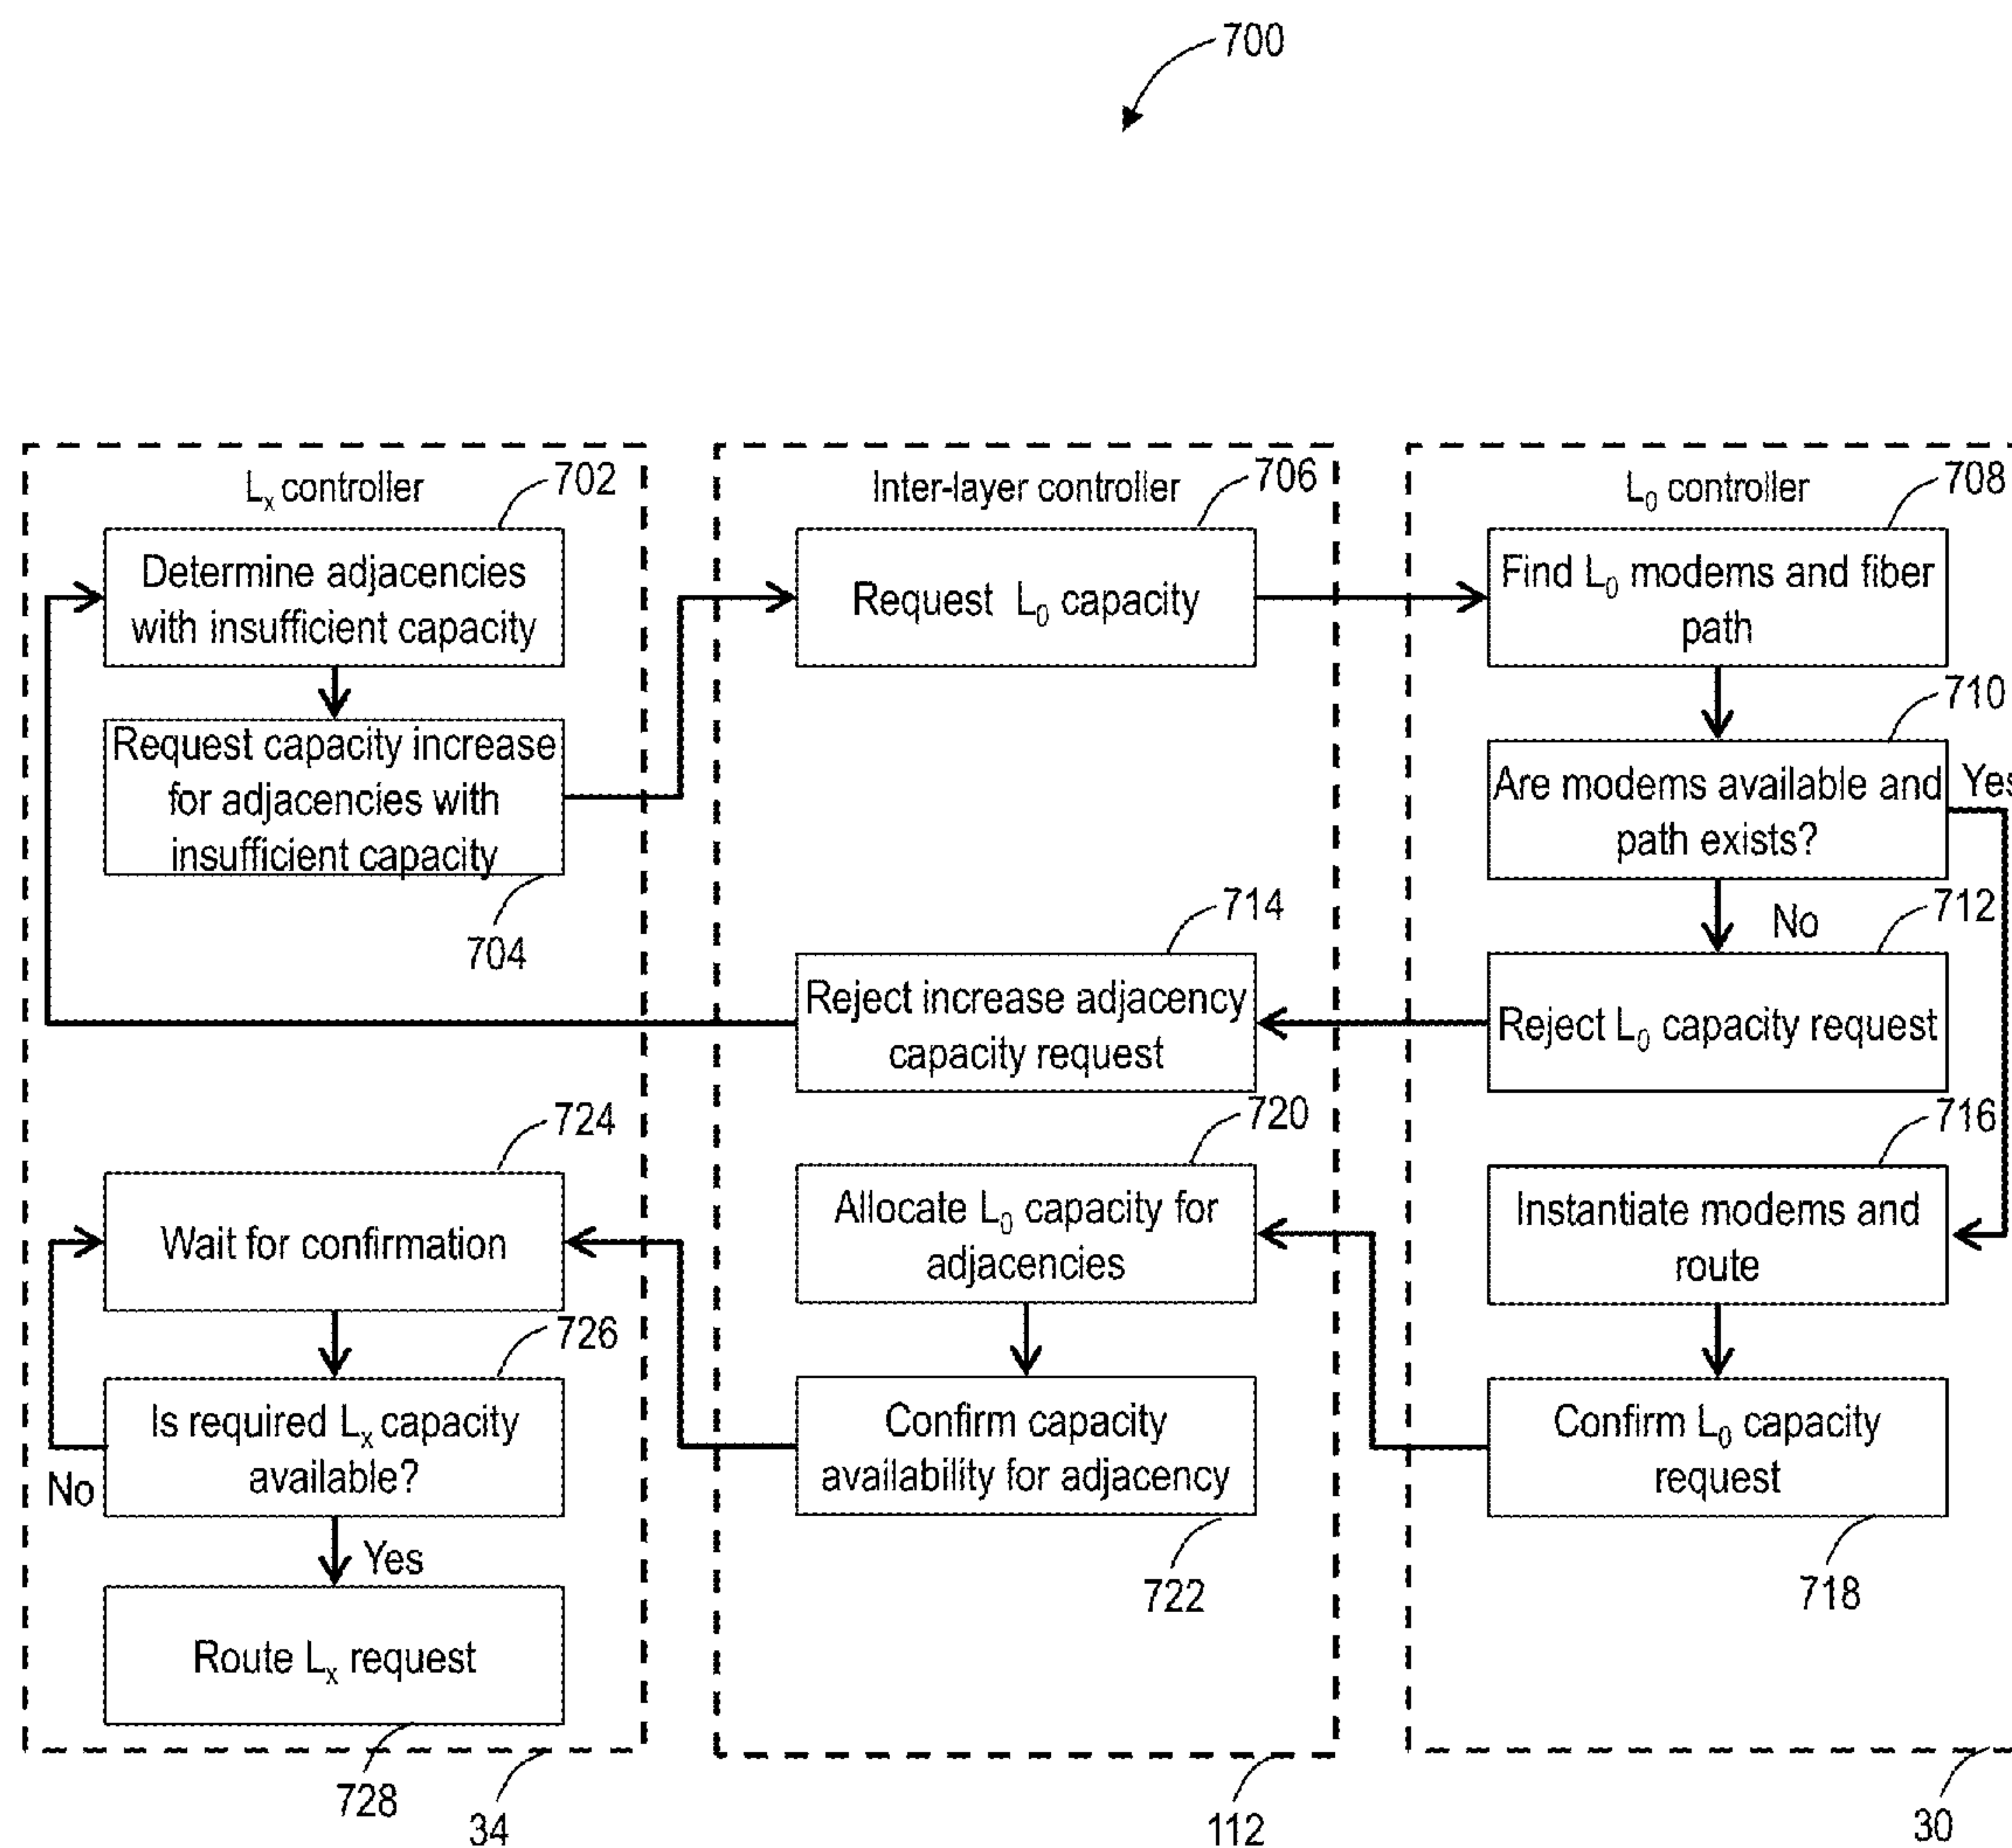 700
Lx controller
702
Determine adjacencies
with insufficient capacity
Request capacity increase
for adjacencies with
insufficient capacity
704
Inter-layer controller
706
Request L0 capacity
L0 controller
708
Find L0 modems and fiber
path
710
Are modems available and
path exists?
Yes
No
712
Reject L0 capacity request
714
Reject increase adjacency
capacity request
716
Instantiate modems and
route
Confirm L0 capacity
request
718
720
Allocate L0 capacity for
adjacencies
Confirm capacity
availability for adjacency
722
724
Wait for confirmation
726
Is required Lx capacity
available?
No
Yes
Route Lx request
728
34
112
30